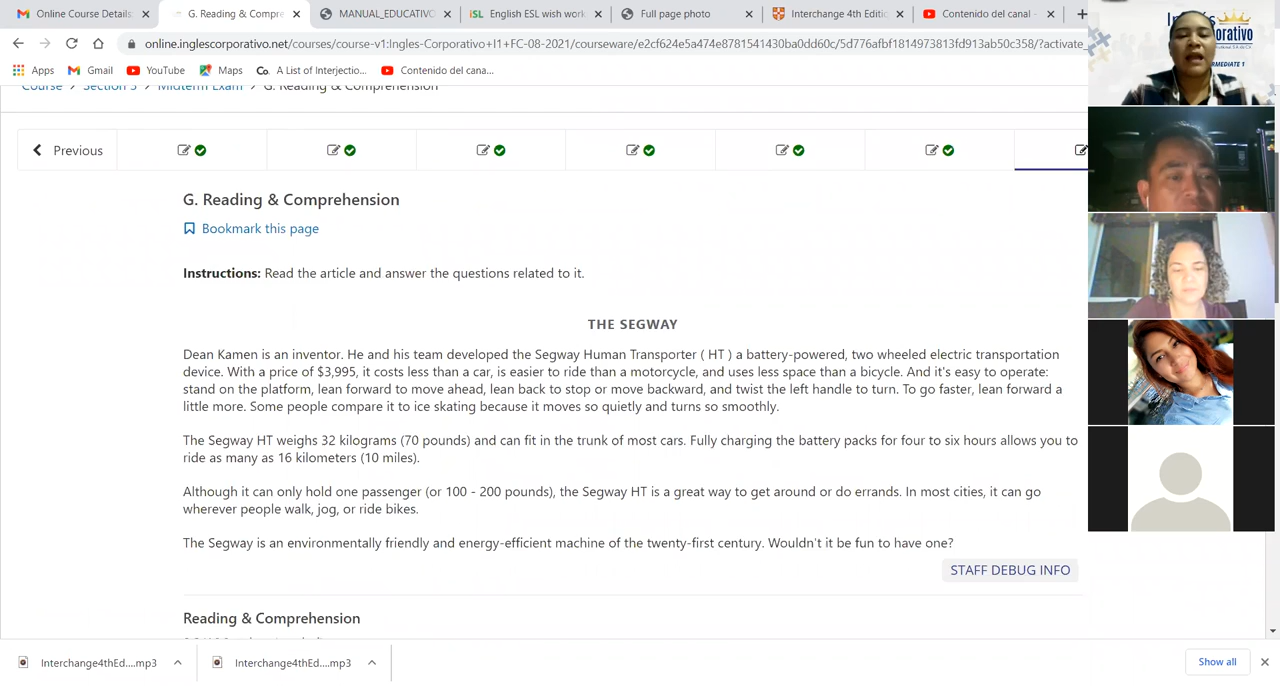 Online Course Details:
G. Reading & Compre
MANUAL_EDUCATIVO
English ESL wish work
Full page photo
Interchange 4th Editi
Contenido del canal -
online.inglescorporativo.net/courses/course-v1:Ingles-Corporativo+I1+FC-08-2021/courseware/e2cf624e5a474e8781541430ba0dd60c/5d776afbf1814973813fd913ab50c358/?activate_
Apps
Gmail
YouTube
Maps
A List of Interjectio...
Contenido del cana...
Course > Section 5 > Midterm Exam > G. Reading & Comprehension
Previous
G. Reading & Comprehension
Bookmark this page
Instructions: Read the article and answer the questions related to it.
THE SEGWAY
Dean Kamen is an inventor. He and his team developed the Segway Human Transporter ( HT ) a battery-powered, two wheeled electric transportation
device. With a price of $3,995, it costs less than a car, is easier to ride than a motorcycle, and uses less space than a bicycle. And it's easy to operate:
stand on the platform, lean forward to move ahead, lean back to stop or move backward, and twist the left handle to turn. To go faster, lean forward a
little more. Some people compare it to ice skating because it moves so quietly and turns so smoothly.
The Segway HT weighs 32 kilograms (70 pounds) and can fit in the trunk of most cars. Fully charging the battery packs for four to six hours allows you to
ride as many as 16 kilometers (10 miles).
Although it can only hold one passenger (or 100 - 200 pounds), the Segway HT is a great way to get around or do errands. In most cities, it can go
wherever people walk, jog, or ride bikes.
The Segway is an environmentally friendly and energy-efficient machine of the twenty-first century. Wouldn't it be fun to have one?
STAFF DEBUG INFO
Reading & Comprehension
Interchange4thEd....mp3
Interchange4thEd....mp3
Show all